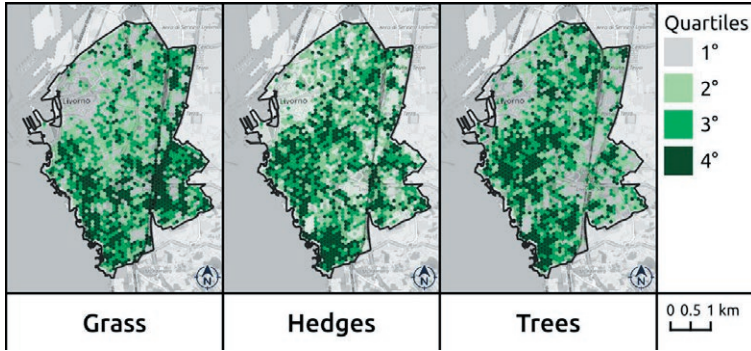 Quartiles
1°
2°
3°
4°
Livorno
Livorno
Livorno
N
N
N
Grass
Hedges
Trees
0 0.5 1 km